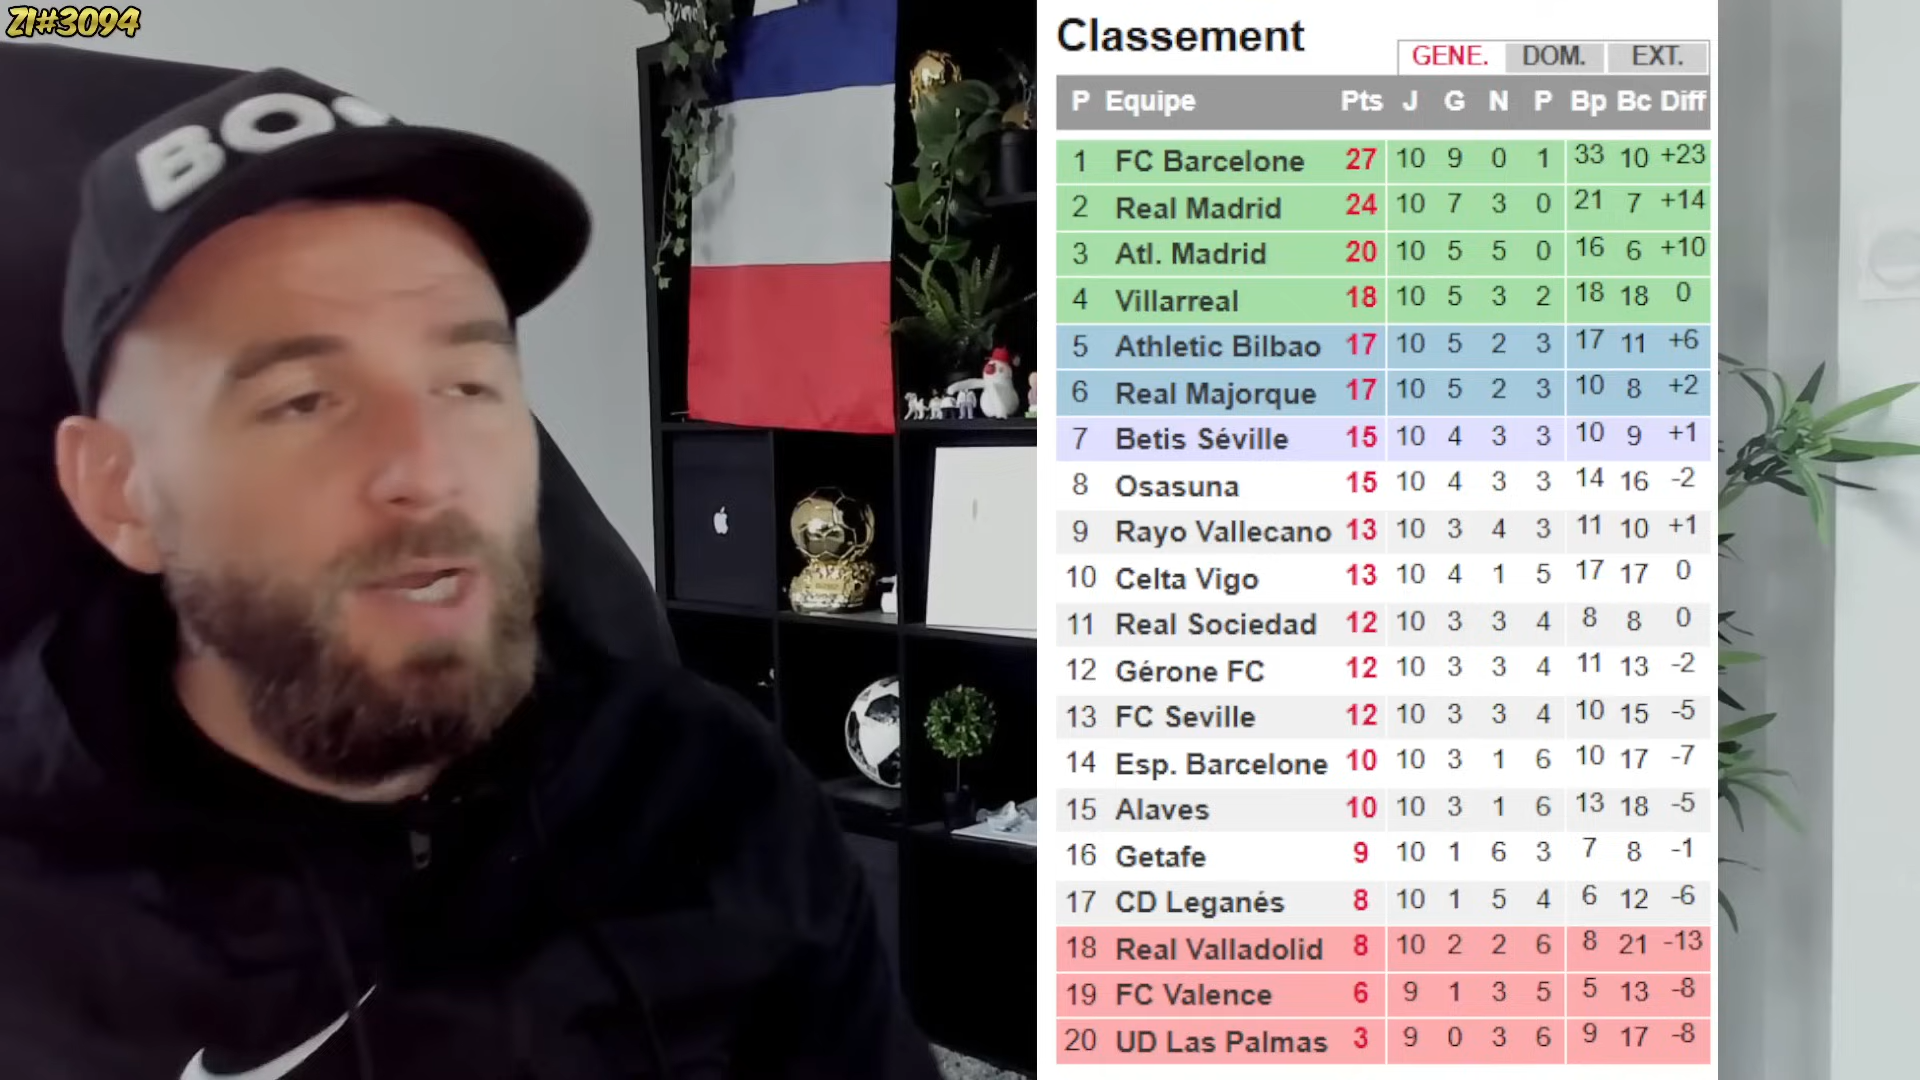 ZI#3094
BO
Classement
GENE. DOM. EXT.
P Equipe Pts J G N P Bp Bc Diff
1 FC Barcelone 27 10 9 0 1 33 10 +23
2 Real Madrid 24 10 7 3 0 21 7 +14
3 Atl. Madrid 20 10 5 5 0 16 6 +10
4 Villarreal 18 10 5 3 2 18 18 0
5 Athletic Bilbao 17 10 5 2 3 17 11 +6
6 Real Majorque 17 10 5 2 3 10 8 +2
7 Betis Séville 15 10 4 3 3 10 9 +1
8 Osasuna 15 10 4 3 3 14 16 -2
9 Rayo Vallecano 13 10 3 4 3 11 10 +1
10 Celta Vigo 13 10 4 1 5 17 17 0
11 Real Sociedad 12 10 3 3 4 8 8 0
12 Gérone FC 12 10 3 3 4 11 13 -2
13 FC Seville 12 10 3 3 4 10 15 -5
14 Esp. Barcelone 10 10 3 1 6 10 17 -7
15 Alaves 10 10 3 1 6 13 18 -5
16 Getafe 9 10 1 6 3 7 8 -1
17 CD Leganés 8 10 1 5 4 6 12 -6
18 Real Valladolid 8 10 2 2 6 8 21 -13
19 FC Valence 6 9 1 3 5 5 13 -8
20 UD Las Palmas 3 9 0 3 6 9 17 -8